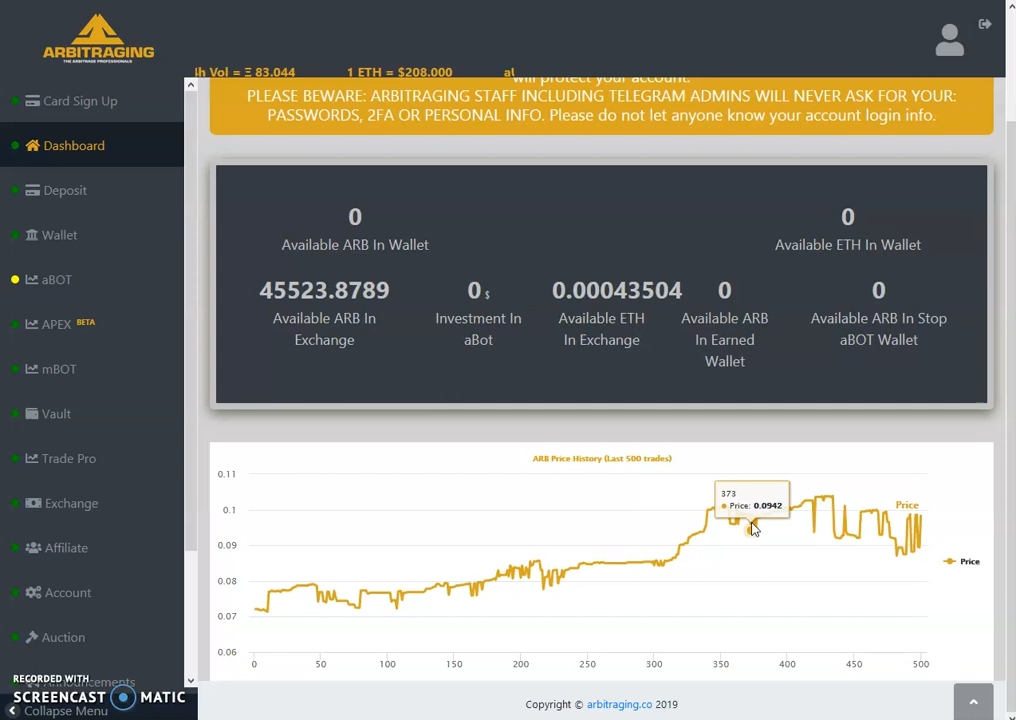 ARBITRAGING
THE ARBITRAGE PROFESSIONALS
h Vol = Ξ 83.044 1 ETH = $208.000
will protect your account.
PLEASE BEWARE: ARBITRAGING STAFF INCLUDING TELEGRAM ADMINS WILL NEVER ASK FOR YOUR:
PASSWORDS, 2FA OR PERSONAL INFO. Please do not let anyone know your account login info.
Card Sign Up
Dashboard
Deposit
Wallet
aBOT
APEX BETA
mBOT
Vault
Trade Pro
Exchange
Affiliate
Account
Auction
Announcements
Collapse Menu
RECORDED WITH
SCREENCAST MATIC
0
Available ARB In Wallet
0
Available ETH In Wallet
45523.8789
Available ARB In
Exchange
0 $
Investment In
aBot
0.00043504
Available ETH
In Exchange
0
Available ARB
In Earned
Wallet
0
Available ARB In Stop
aBOT Wallet
ARB Price History (Last 500 trades)
0.11
0.1
0.09
0.08
0.07
0.06
373
Price: 0.0942
Price
Price
0 50 100 150 200 250 300 350 400 450 500
Copyright © arbitraging.co 2019